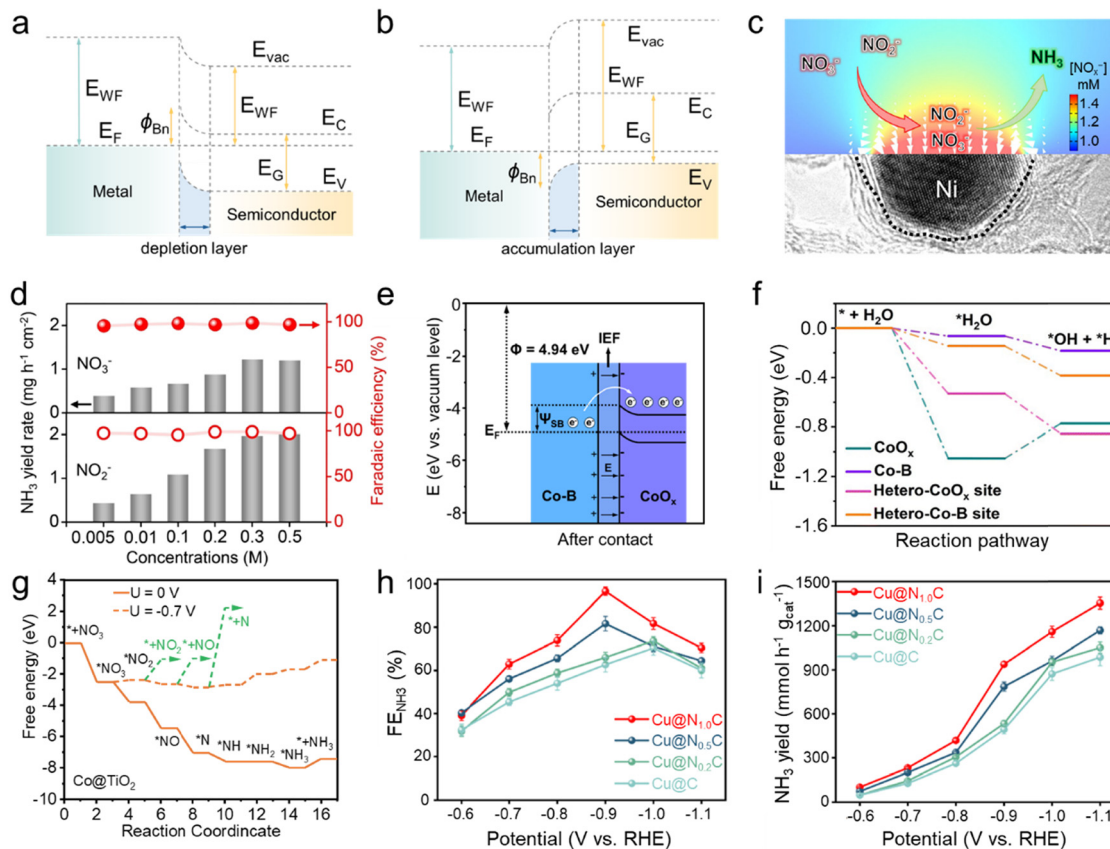 a
E_vac
E_WF
E_WF
ϕ_Bn
E_C
E_F
E_G
E_V
Metal
Semiconductor
depletion layer
b
E_vac
E_WF
E_WF
E_C
E_G
E_F
ϕ_Bn
E_V
Metal
Semiconductor
accumulation layer
c
NO₃⁻
NO₂⁻
NH₃
[NOₓ⁻]
mM
1.4
1.2
1.0
NO₂⁻
NO₃⁻
Ni
d
NH₃ yield rate (mg h⁻¹ cm⁻²)
2
1
0
2
1
0
NO₃⁻
NO₂⁻
100
50
0
100
50
0
Faradaic efficiency (%)
0.005 0.01 0.1 0.2 0.3 0.5
Concentrations (M)
e
E (eV vs. vacuum level)
0
-2
-4
-6
-8
Φ = 4.94 eV
IEF
Ψ_SB
E_F
e⁻ e⁻
e⁻ e⁻ e⁻ e⁻
E
Co-B
CoOₓ
After contact
f
Free energy (eV)
0.0
-0.4
-0.8
-1.2
-1.6
* + H₂O
*H₂O
*OH + *H
CoOₓ
Co-B
Hetero-CoOₓ site
Hetero-Co-B site
Reaction pathway
g
Free energy (eV)
4
2
0
-2
-4
-6
-8
-10
U = 0 V
U = -0.7 V
*+NO₃
*NO₃
*NO₂
*+NO₂
*+NO
*+N
*NO
*N
*NH
*NH₂
*NH₃
*+NH₃
Co@TiO₂
0 2 4 6 8 10 12 14 16
Reaction Coordincate
h
FE_NH3 (%)
100
80
60
40
20
0
Cu@N₁.₀C
Cu@N₀.₅C
Cu@N₀.₂C
Cu@C
-0.6 -0.7 -0.8 -0.9 -1.0 -1.1
Potential (V vs. RHE)
i
NH₃ yield (mmol h⁻¹ g_cat⁻¹)
1500
1200
900
600
300
0
Cu@N₁.₀C
Cu@N₀.₅C
Cu@N₀.₂C
Cu@C
-0.6 -0.7 -0.8 -0.9 -1.0 -1.1
Potential (V vs. RHE)